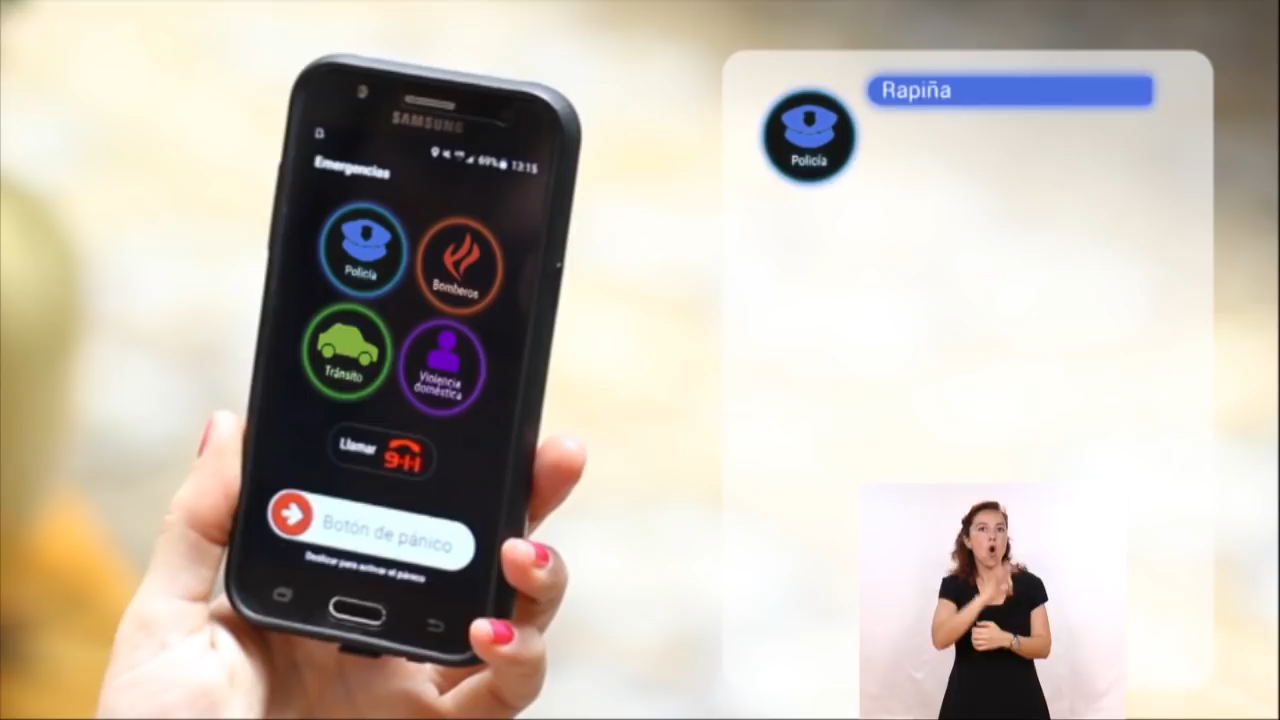 SAMSUNG
69% 13:15
Emergencias
Policía
Bomberos
Tránsito
Violencia
doméstica
Llamar 9-1-1
Botón de pánico
Deslizar para activar el pánico
Rapiña
Policía